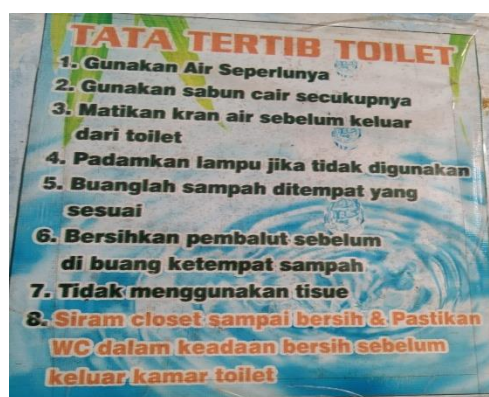 TATA TERTIB TOILET
1. Gunakan Air Seperlunya
2. Gunakan sabun cair secukupnya
3. Matikan kran air sebelum keluar
dari toilet
4. Padamkan lampu jika tidak digunakan
5. Buanglah sampah ditempat yang
sesuai
6. Bersihkan pembalut sebelum
di buang ketempat sampah
7. Tidak menggunakan tisue
8. Siram closet sampai bersih & Pastikan
WC dalam keadaan bersih sebelum
keluar kamar toilet